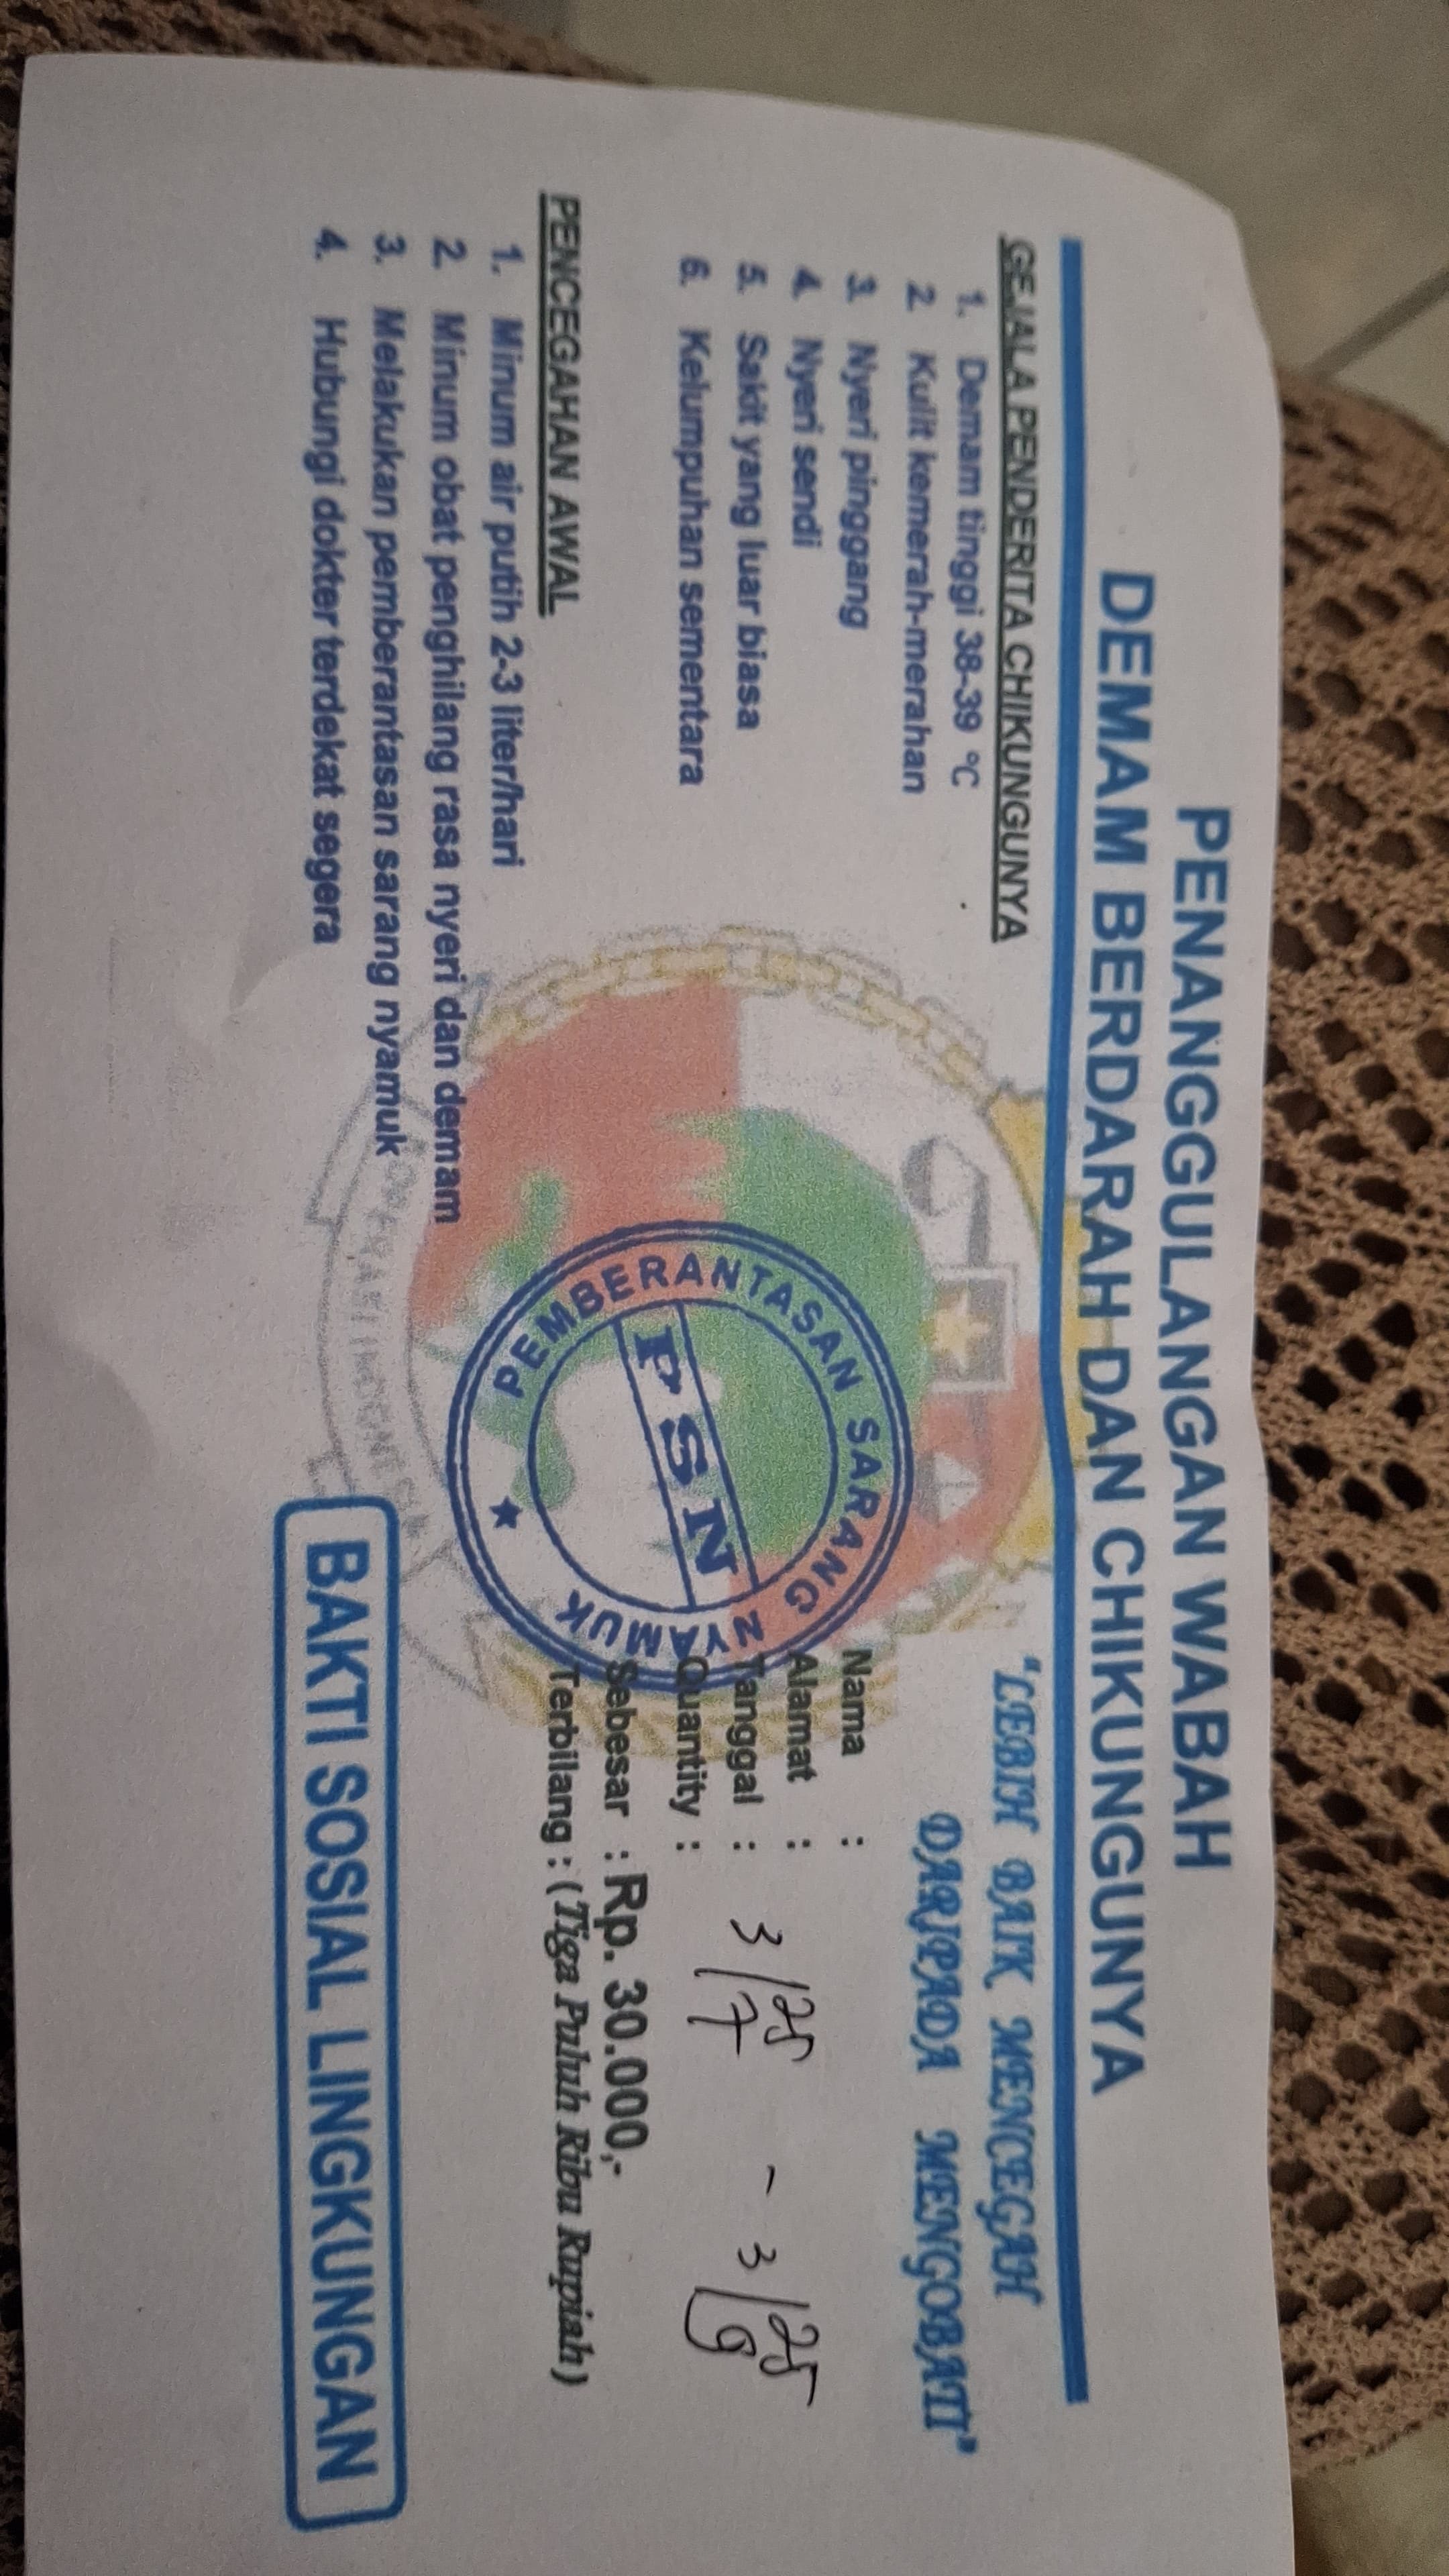 PENANGGULANGAN WABAH
DEMAM BERDARAH DAN CHIKUNGUNYA
GEJALA PENDERITA CHIKUNGUNYA
1. Demam tinggi 38-39 °C
2. Kulit kemerah-merahan
3. Nyeri pinggang
4. Nyeri sendi
5. Sakit yang luar biasa
6. Kelumpuhan sementara
PENCEGAHAN AWAL
1. Minum air putih 2-3 liter/hari
2. Minum obat penghilang rasa nyeri dan demam
3. Melakukan pemberantasan sarang nyamuk
4. Hubungi dokter terdekat segera
"LEBIH BAIK MENCEGAH
DARIPADA MENGOBATI"
Nama :
Alamat :
Tanggal : 3/7 25 - 3/9 25
Quantity :
Sebesar : Rp. 30.000,-
Terbilang : (Tiga Puluh Ribu Rupiah)
PEMBERANTASAN SARANG NYAMUK
PSN
BAKTI SOSIAL LINGKUNGAN